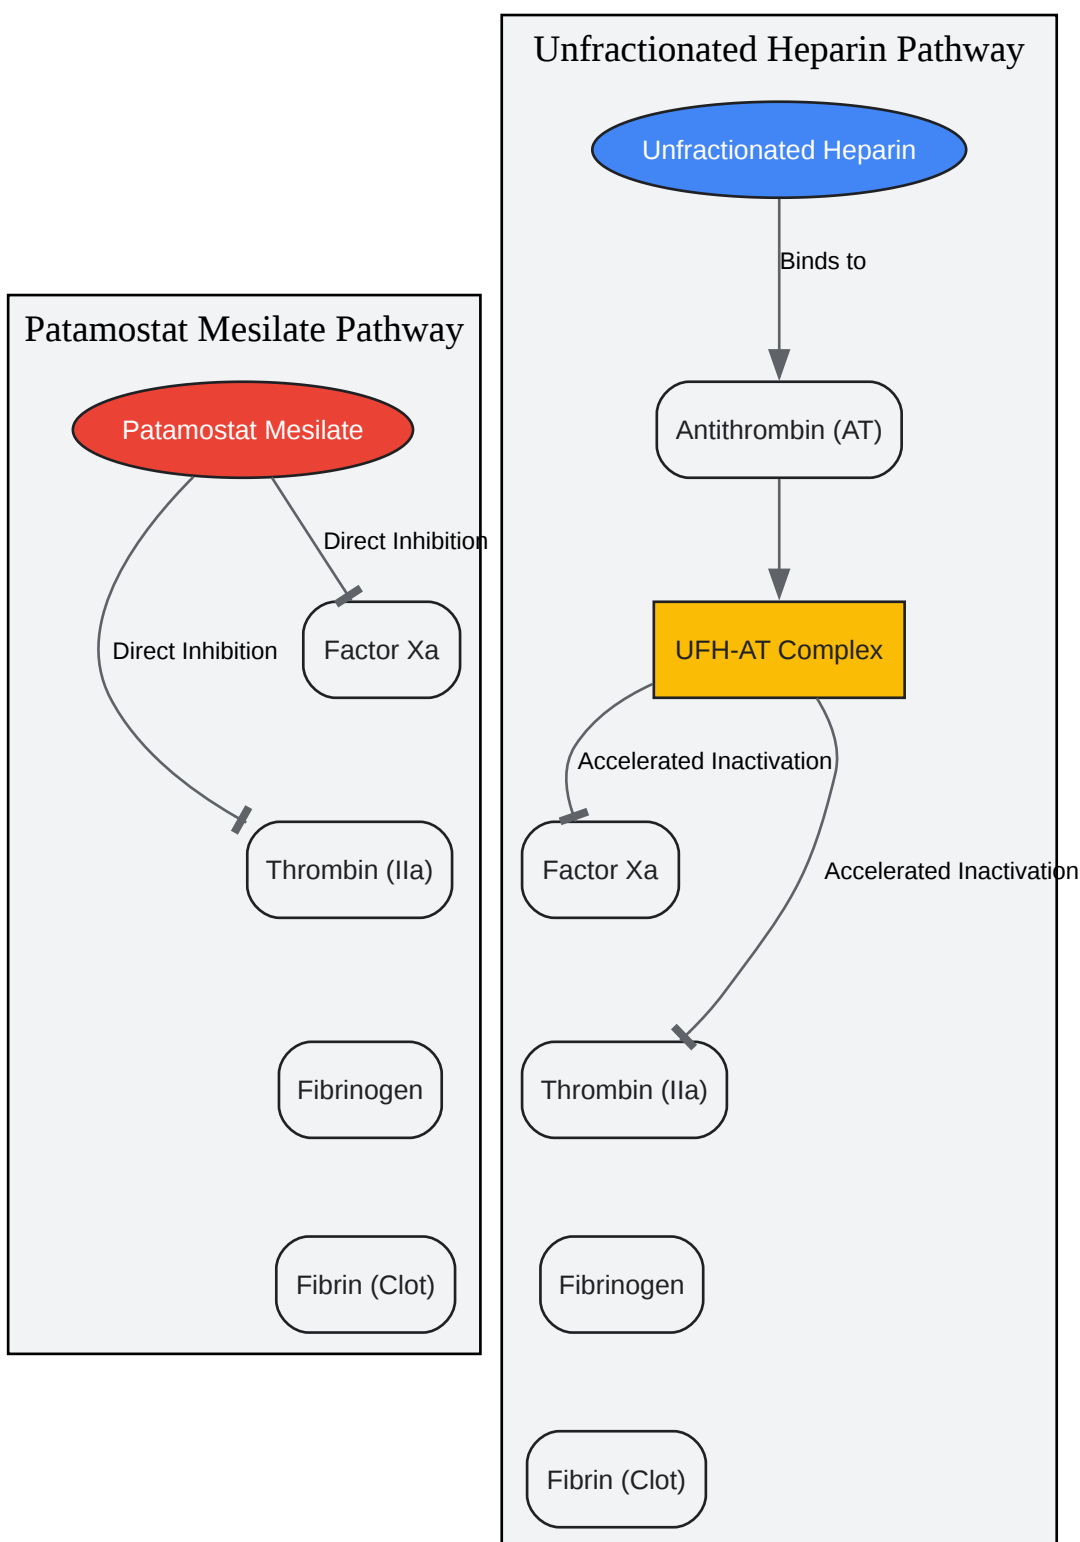 Patamostat Mesilate Pathway
Patamostat Mesilate
Direct Inhibition
Factor Xa
Direct Inhibition
Thrombin (IIa)
Fibrinogen
Fibrin (Clot)
Unfractionated Heparin Pathway
Unfractionated Heparin
Binds to
Antithrombin (AT)
UFH-AT Complex
Accelerated Inactivation
Factor Xa
Accelerated Inactivation
Thrombin (IIa)
Fibrinogen
Fibrin (Clot)